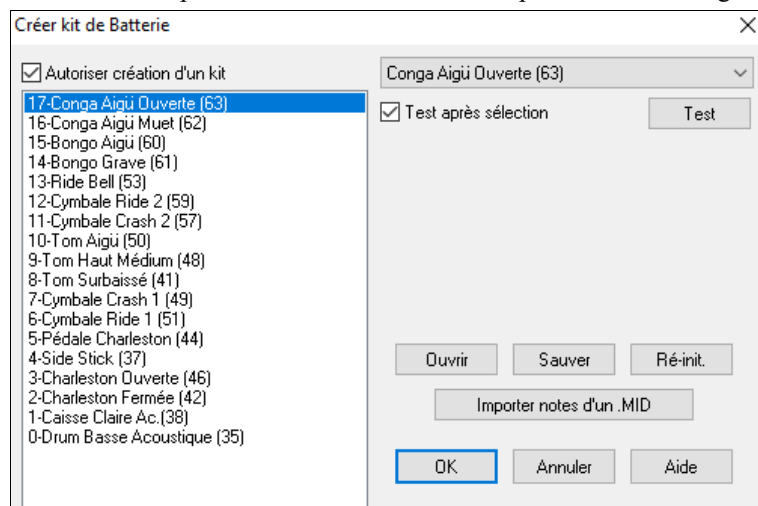 Créer kit de Batterie
Autoriser création d'un kit
17-Conga Aigüi Ouverte (63)
16-Conga Aigüi Muet (62)
15-Bongo Aigüi (60)
14-Bongo Grave (61)
13-Ride Bell (53)
12-Cymbale Ride 2 (59)
11-Cymbale Crash 2 (57)
10-Tom Aigüi (50)
9-Tom Haut Médium (48)
8-Tom Surbaissé (41)
7-Cymbale Crash 1 (49)
6-Cymbale Ride 1 (51)
5-Pédale Charleston (44)
4-Side Stick (37)
3-Charleston Ouverte (46)
2-Charleston Fermée (42)
1-Caisse Claire Ac.(38)
0-Drum Basse Acoustique (35)
Conga Aigüi Ouverte (63)
Test après sélection
Test
Ouvrir Sauver Ré-init.
Importer notes d'un .MID
OK Annuler Aide